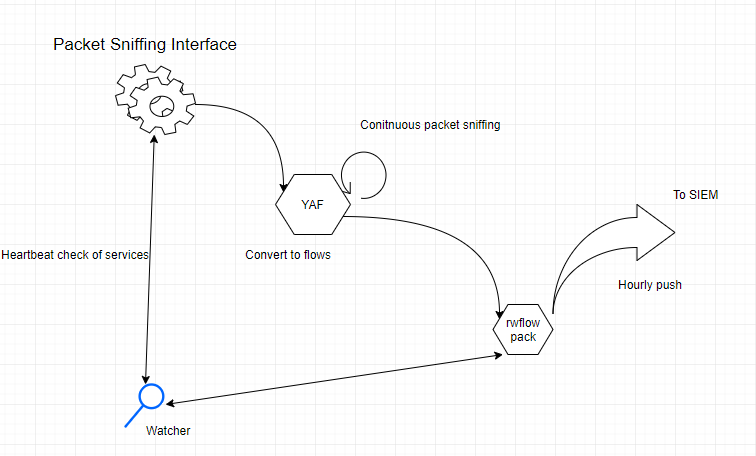 Packet Sniffing Interface
Conitnuous packet sniffing
To SIEM
YAF
Heartbeat check of services
Convert to flows
Hourly push
rwflow
pack
Watcher